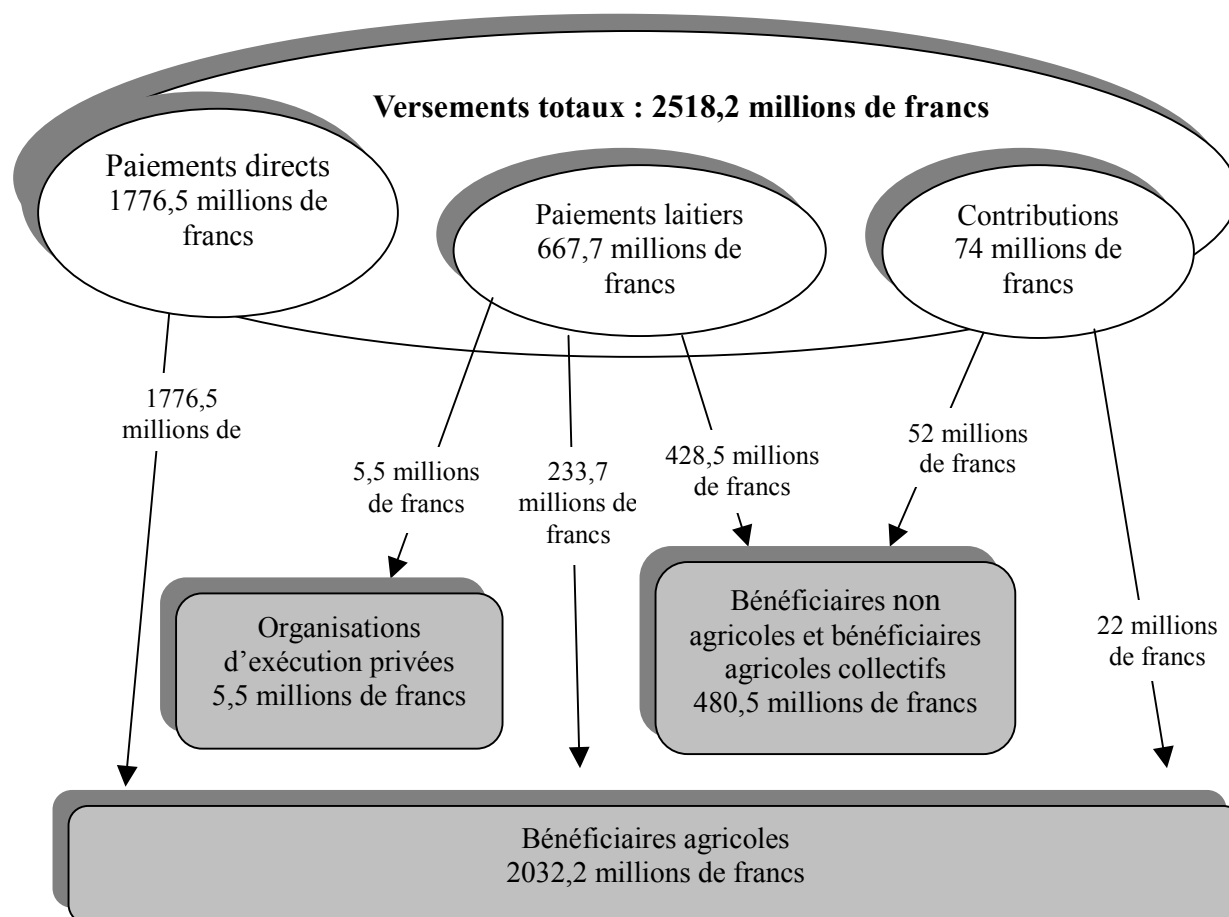 Versements totaux : 2518,2 millions de francs
Paiements directs
1776,5 millions de
francs
Paiements laitiers
667,7 millions de
francs
Contributions
74 millions de
francs
1776,5
millions de
5,5 millions
de francs
233,7
millions de
francs
428,5 millions
de francs
52 millions
de francs
22 millions
de francs
Organisations
d’exécution privées
5,5 millions de francs
Bénéficiaires non
agricoles et bénéficiaires
agricoles collectifs
480,5 millions de francs
Bénéficiaires agricoles
2032,2 millions de francs